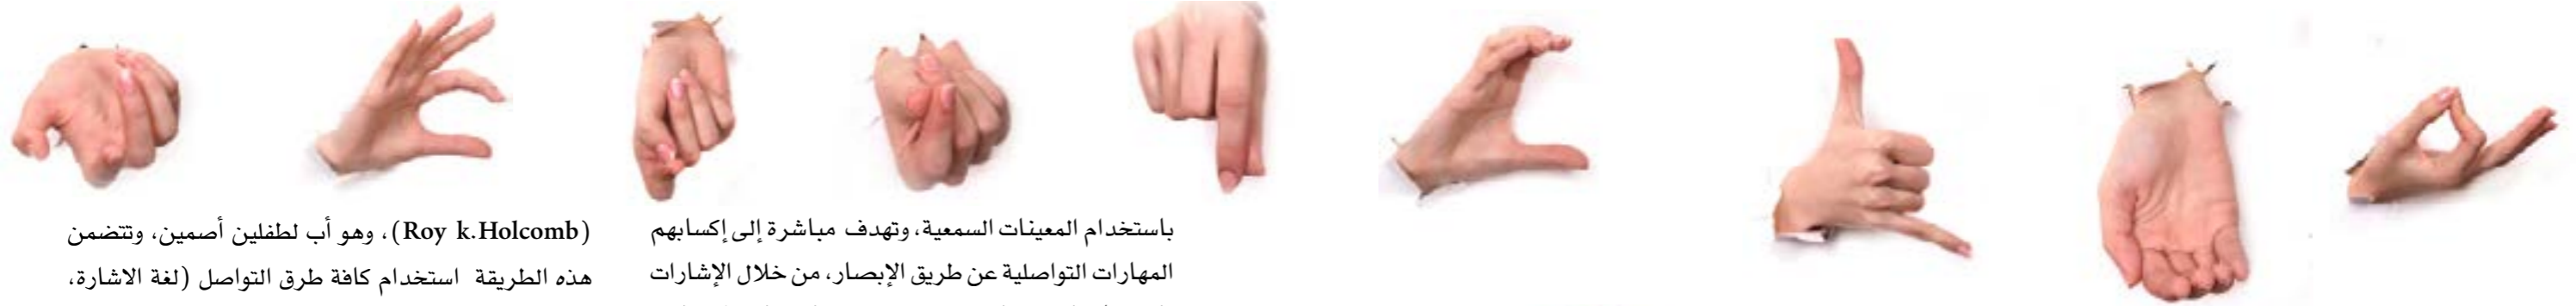 باستخدام المعينات السمعية، وتهدف مباشرة إلى إكسابهم
المهارات التواصلية عن طريق الإبصار، من خلال الإشارات
(Roy k.Holcomb)، وهو أب لطفلين أصمين، وتتضمن
هذه الطريقة استخدام كافة طرق التواصل (لغة الاشارة،